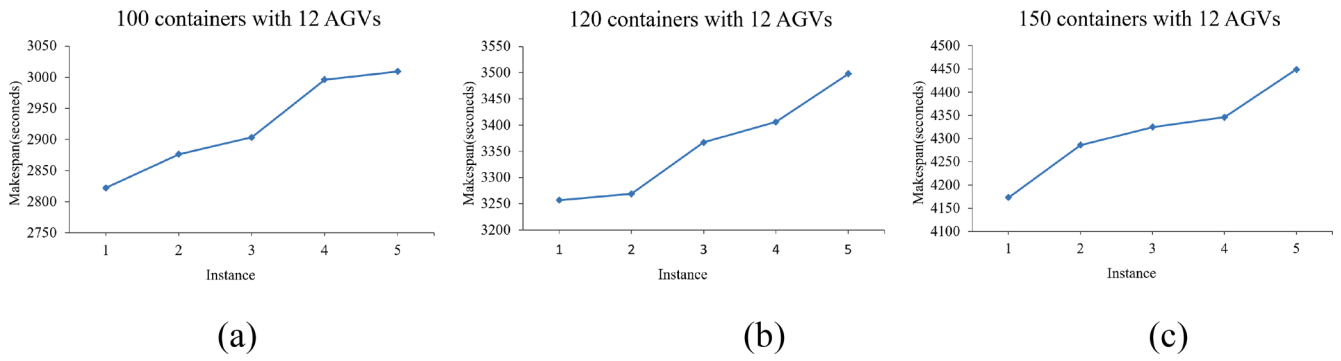 100 containers with 12 AGVs
Makespan(seconeds)
3050
3000
2950
2900
2850
2800
2750
1 2 3 4 5
Instance
(a)
120 containers with 12 AGVs
Makespan(seconeds)
3550
3500
3450
3400
3350
3300
3250
3200
1 2 3 4 5
Instance
(b)
150 containers with 12 AGVs
Makespan(seconeds)
4500
4450
4400
4350
4300
4250
4200
4150
4100
1 2 3 4 5
Instance
(c)